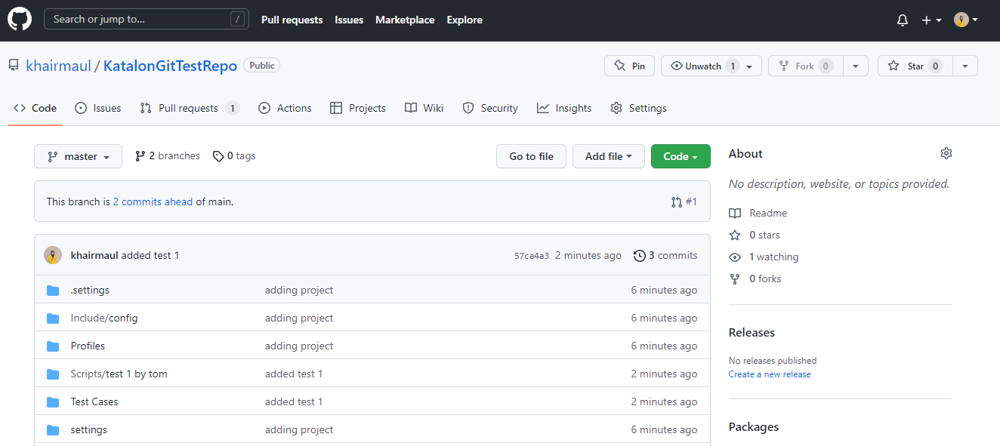 Search or jump to... / Pull requests Issues Marketplace Explore
khairmaul / KatalonGitTestRepo Public Pin Unwatch 1 Fork 0 Star 0
Code Issues Pull requests 1 Actions Projects Wiki Security Insights Settings
master 2 branches 0 tags Go to file Add file Code
This branch is 2 commits ahead of main. #1
khairmaul added test 1 57ca4a3 2 minutes ago 3 commits
.settings adding project 6 minutes ago
Include/config adding project 6 minutes ago
Profiles adding project 6 minutes ago
Scripts/test 1 by tom added test 1 2 minutes ago
Test Cases added test 1 2 minutes ago
settings adding project 6 minutes ago
About
No description, website, or topics provided.
Readme
0 stars
1 watching
0 forks
Releases
No releases published
Create a new release
Packages